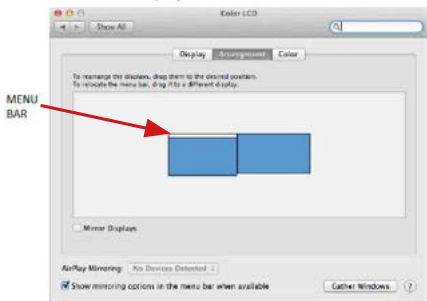 Color LCD
Show All
Display Arrangement Color
To rearrange the displays, drag them to the desired position.
To relocate the menu bar, drag it to a different display.
MENU
BAR
Mirror Displays
AirPlay Mirroring: No Devices Detected
Show mirroring options in the menu bar when available
Gather Windows ?